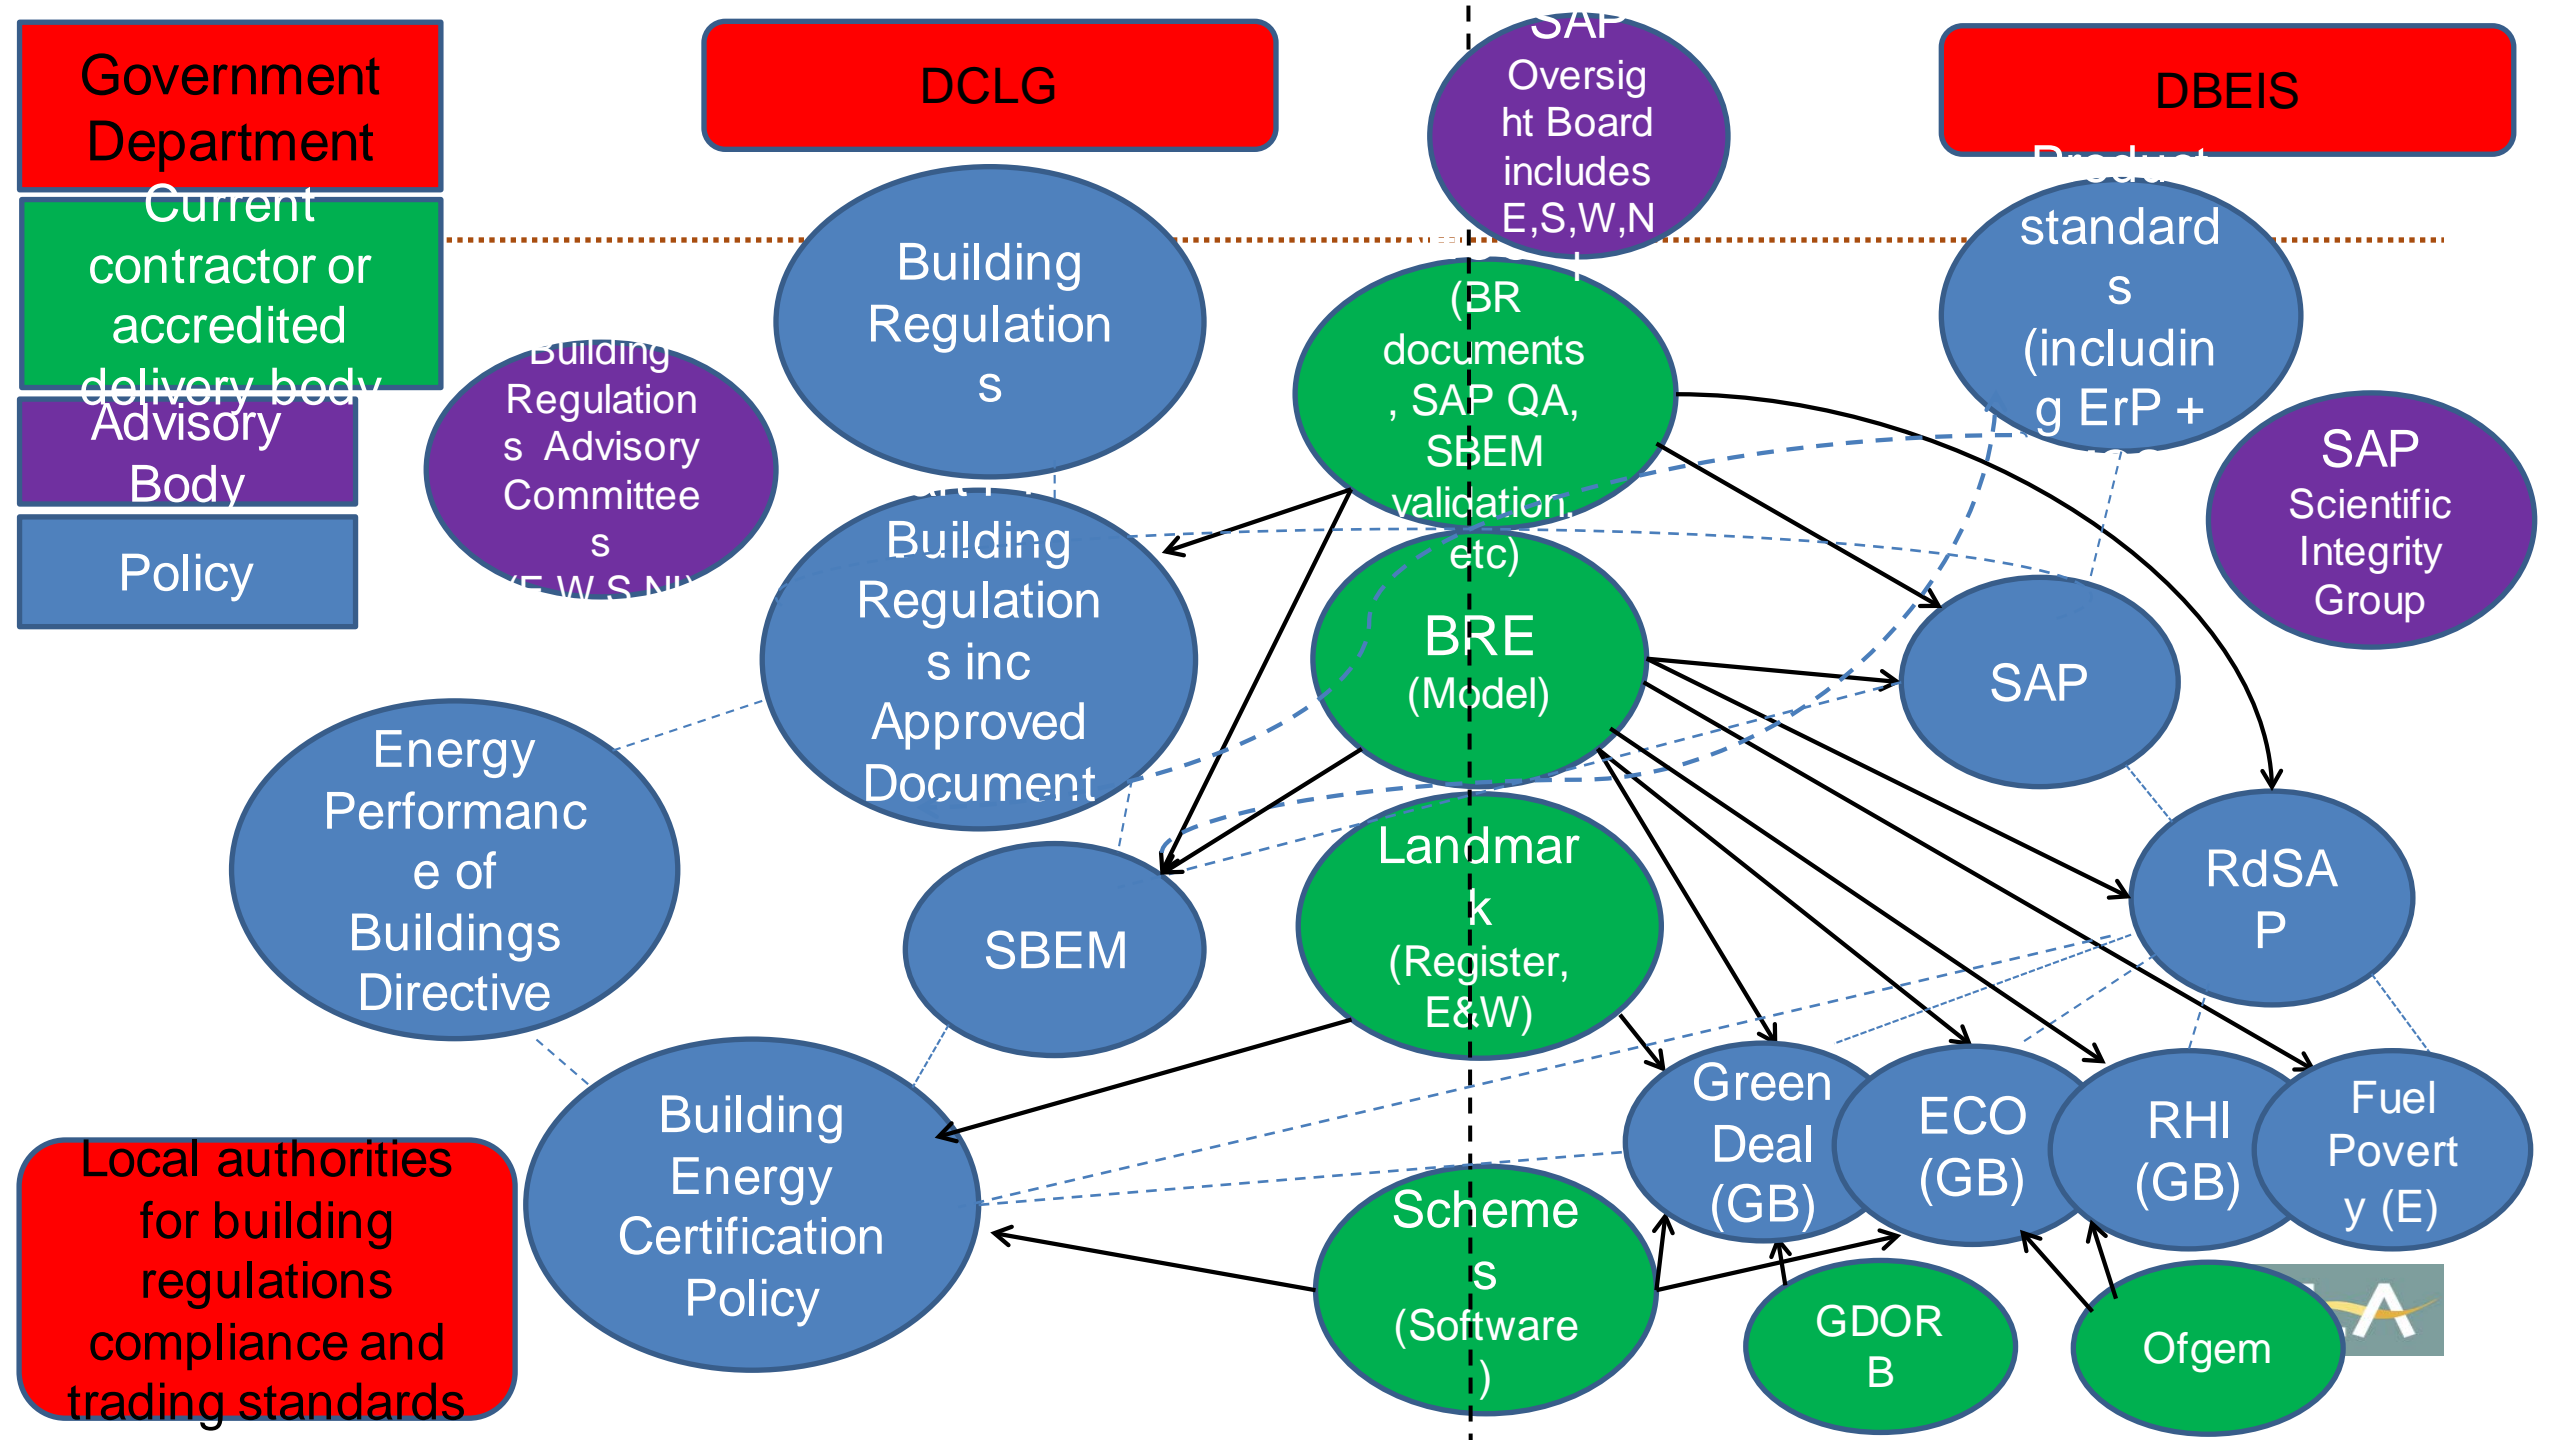 Government
Department
Current
contractor or
accredited
delivery body
Advisory
Body
Policy
DCLG
SAP
Oversig
ht Board
includes
E,S,W,N
DBEIS
Building
Regulation
s
Building
Regulation
s Advisory
Committee
s
(E,W,S,NI)
(BR
documents
, SAP QA,
SBEM
validation,
etc)
Product
standard
s
(includin
g ErP +
SAP
Scientific
Integrity
Group
Building
Regulation
s inc
Approved
Document
BRE
(Model)
SAP
Energy
Performanc
e of
Buildings
Directive
SBEM
Landmar
k
(Register,
E&W)
RdSA
P
Building
Energy
Certification
Policy
Green
Deal
(GB)
ECO
(GB)
RHI
(GB)
Fuel
Povert
y (E)
Local authorities
for building
regulations
compliance and
trading standards
Scheme
s
(Software
)
GDOR
B
Ofgem